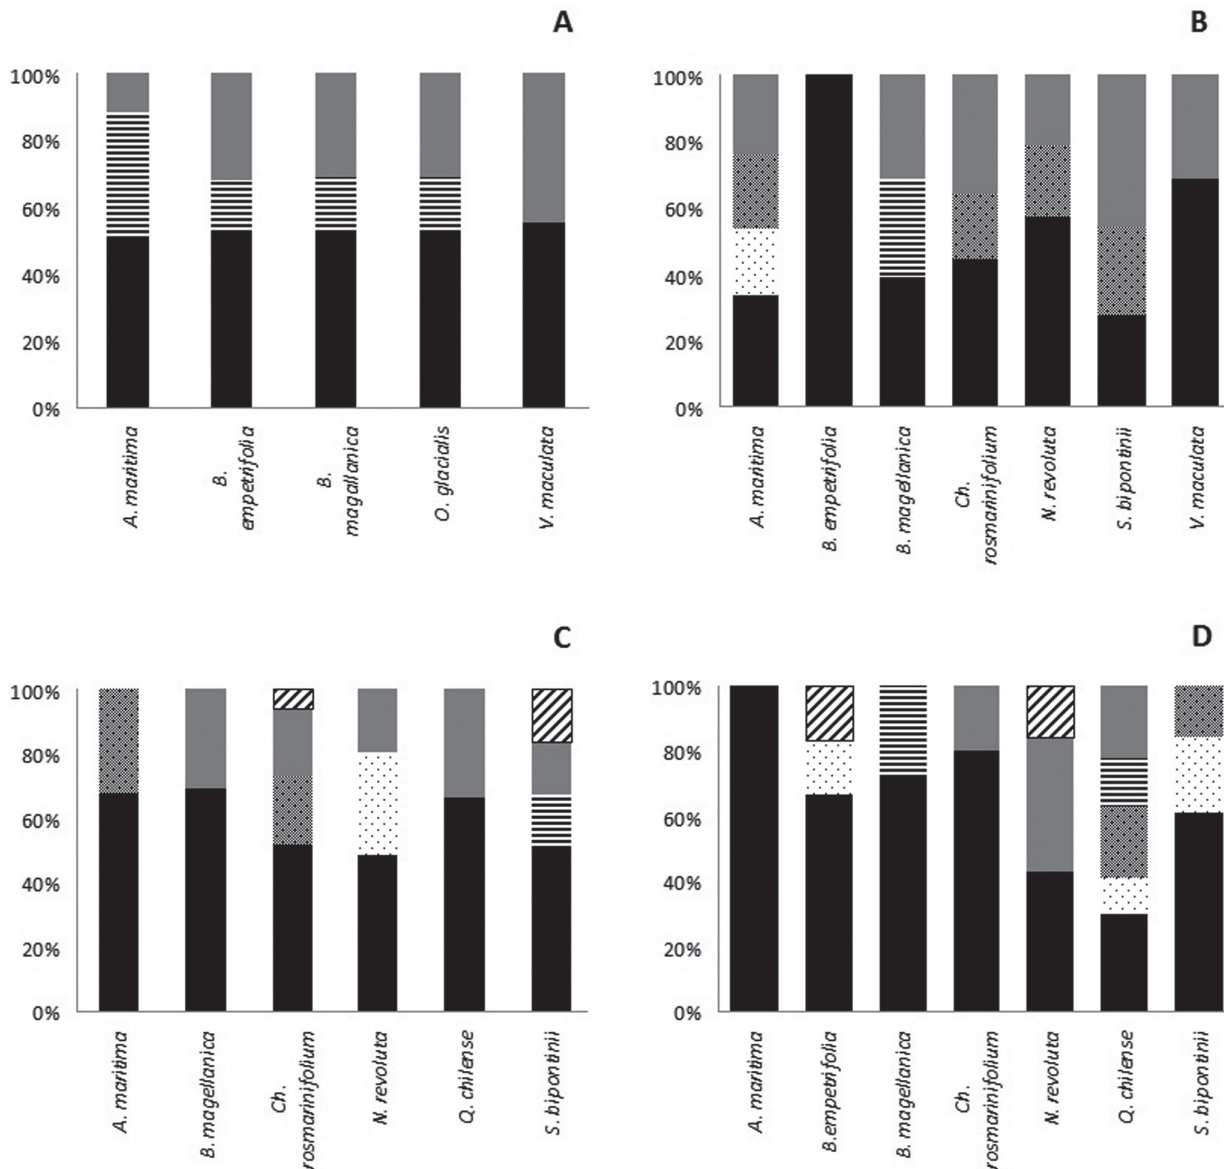 A
100%
80%
60%
40%
20%
0%
A. maritima
B.
empetrifolia
B.
magallanica
O. glacialis
V. maculata
B
100%
80%
60%
40%
20%
0%
A. maritima
B. empetrifolia
B. magellanica
Ch.
rosmarinifolium
N. revoluta
S. bipontinii
V. maculata
C
100%
80%
60%
40%
20%
0%
A. maritima
B. magellanica
Ch.
rosmarinifolium
N. revoluta
Q. chilense
S. bipontinii
D
100%
80%
60%
40%
20%
0%
A. maritima
B.empetrifolia
B. magellanica
Ch.
rosmarinifolium
N. revoluta
Q. chilense
S. bipontinii